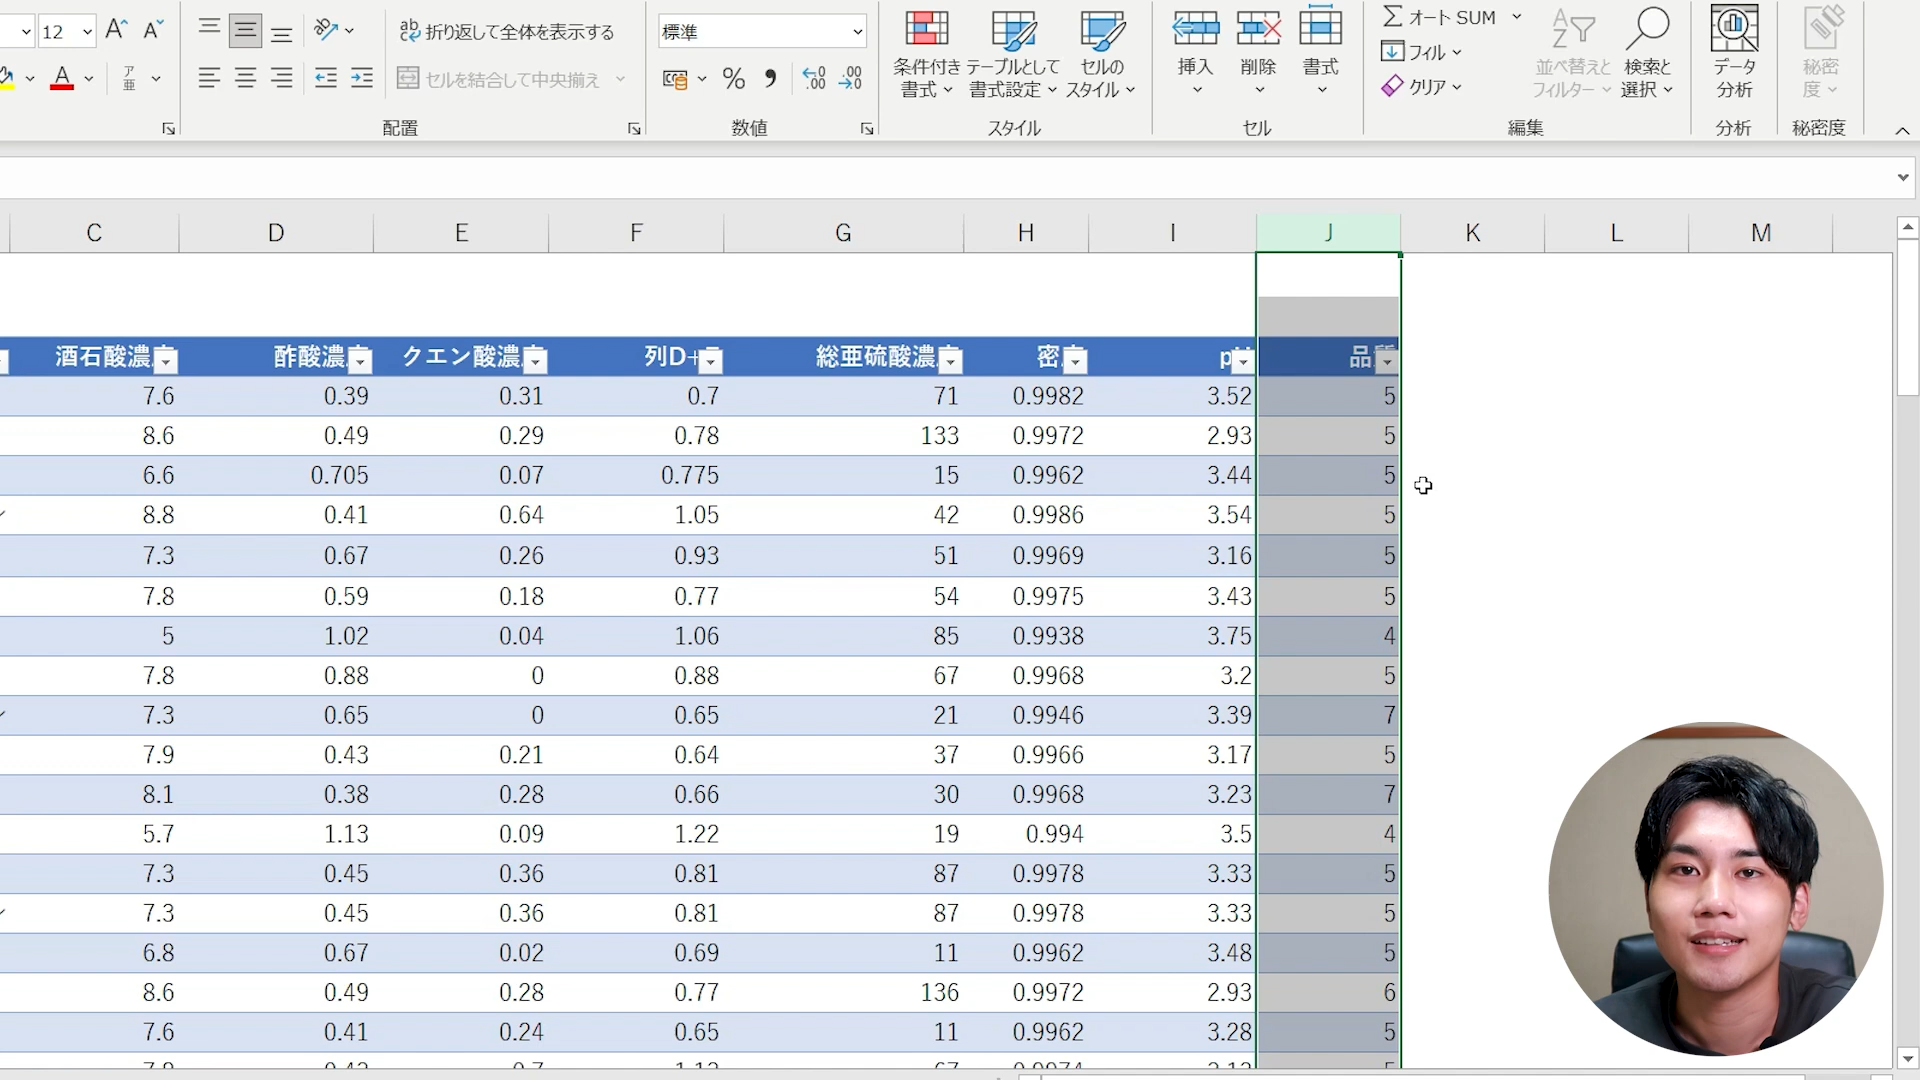 12 A A 折り返して全体を表示する 標準 オート SUM
フィル
条件付き テーブルとして セルの 挿入 削除 書式 並べ替えと 検索と データ 秘密
A ア亜 セルを結合して中央揃え % 書式 書式設定 スタイル クリア フィルター 選択 分析 度
配置 数値 スタイル セル 編集 分析 秘密度
C D E F G H I J K L M
酒石酸濃 酢酸濃 クエン酸濃 列D+ 総亜硫酸濃 密 p 品質
7.6 0.39 0.31 0.7 71 0.9982 3.52 5
8.6 0.49 0.29 0.78 133 0.9972 2.93 5
6.6 0.705 0.07 0.775 15 0.9962 3.44 5
8.8 0.41 0.64 1.05 42 0.9986 3.54 5
7.3 0.67 0.26 0.93 51 0.9969 3.16 5
7.8 0.59 0.18 0.77 54 0.9975 3.43 5
5 1.02 0.04 1.06 85 0.9938 3.75 4
7.8 0.88 0 0.88 67 0.9968 3.2 5
7.3 0.65 0 0.65 21 0.9946 3.39 7
7.9 0.43 0.21 0.64 37 0.9966 3.17 5
8.1 0.38 0.28 0.66 30 0.9968 3.23 7
5.7 1.13 0.09 1.22 19 0.994 3.5 4
7.3 0.45 0.36 0.81 87 0.9978 3.33 5
7.3 0.45 0.36 0.81 87 0.9978 3.33 5
6.8 0.67 0.02 0.69 11 0.9962 3.48 5
8.6 0.49 0.28 0.77 136 0.9972 2.93 6
7.6 0.41 0.24 0.65 11 0.9962 3.28 5